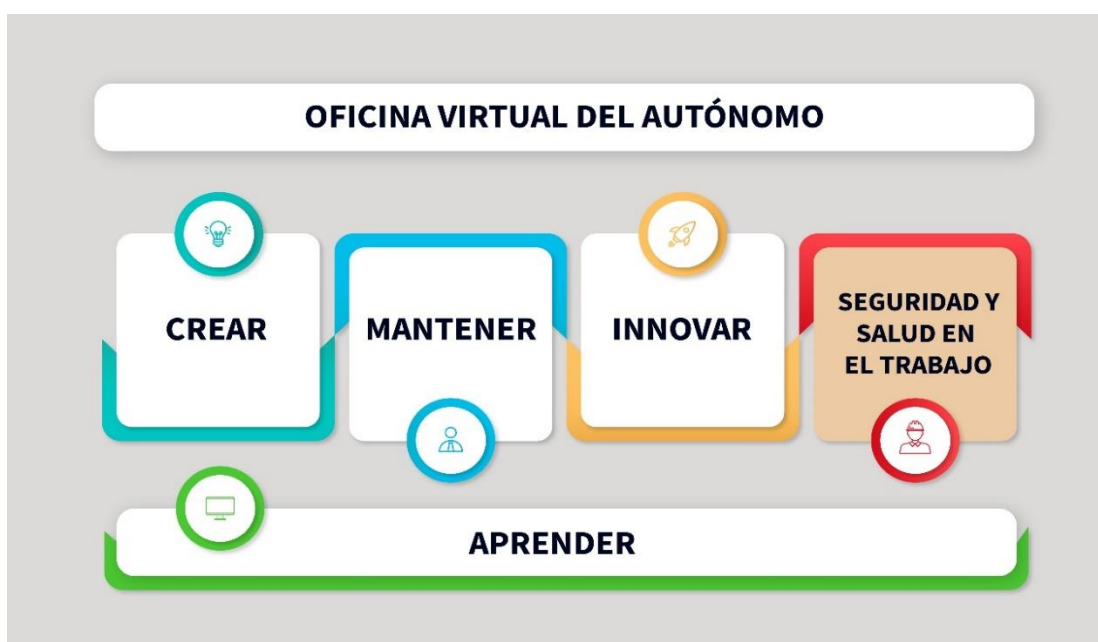 OFICINA VIRTUAL DEL AUTÓNOMO
CREAR
MANTENER
INNOVAR
SEGURIDAD Y
SALUD EN
EL TRABAJO
APRENDER